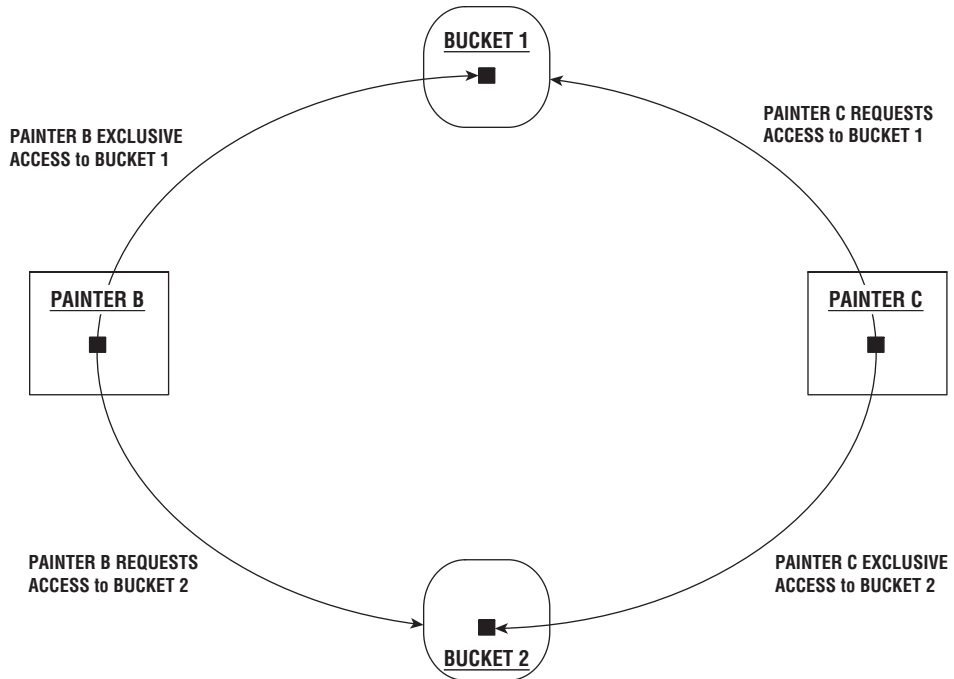 BUCKET 1
PAINTER B EXCLUSIVE
ACCESS to BUCKET 1
PAINTER C REQUESTS
ACCESS to BUCKET 1
PAINTER B
PAINTER C
PAINTER B REQUESTS
ACCESS to BUCKET 2
PAINTER C EXCLUSIVE
ACCESS to BUCKET 2
BUCKET 2